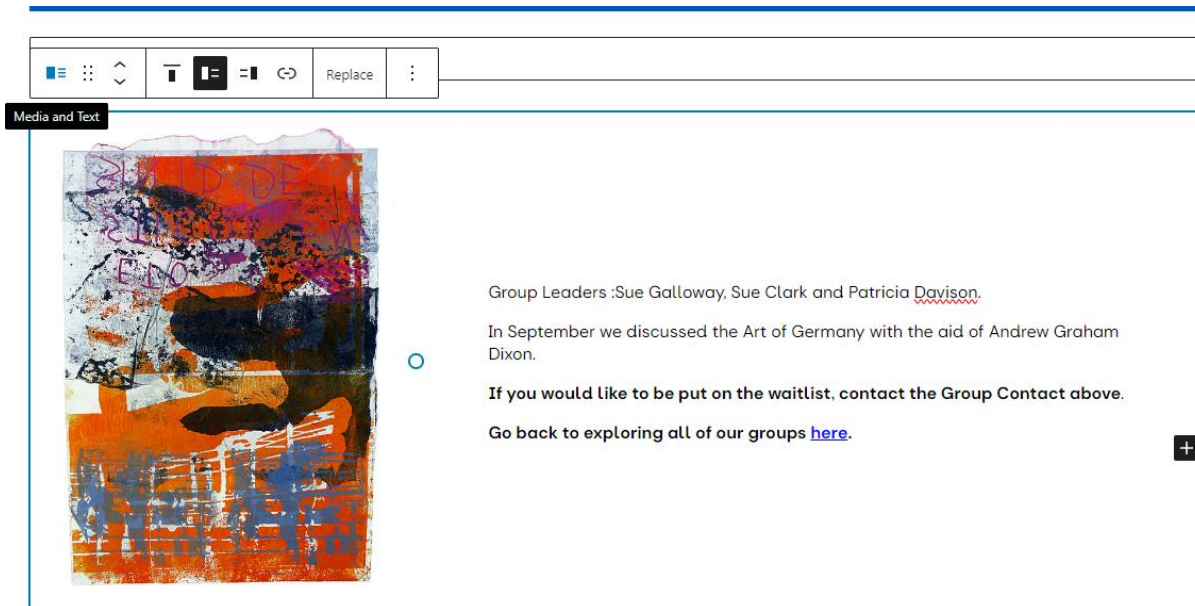 Replace
Media and Text
Group Leaders :Sue Galloway, Sue Clark and Patricia Davison.
In September we discussed the Art of Germany with the aid of Andrew Graham
Dixon.
If you would like to be put on the waitlist, contact the Group Contact above.
Go back to exploring all of our groups here.